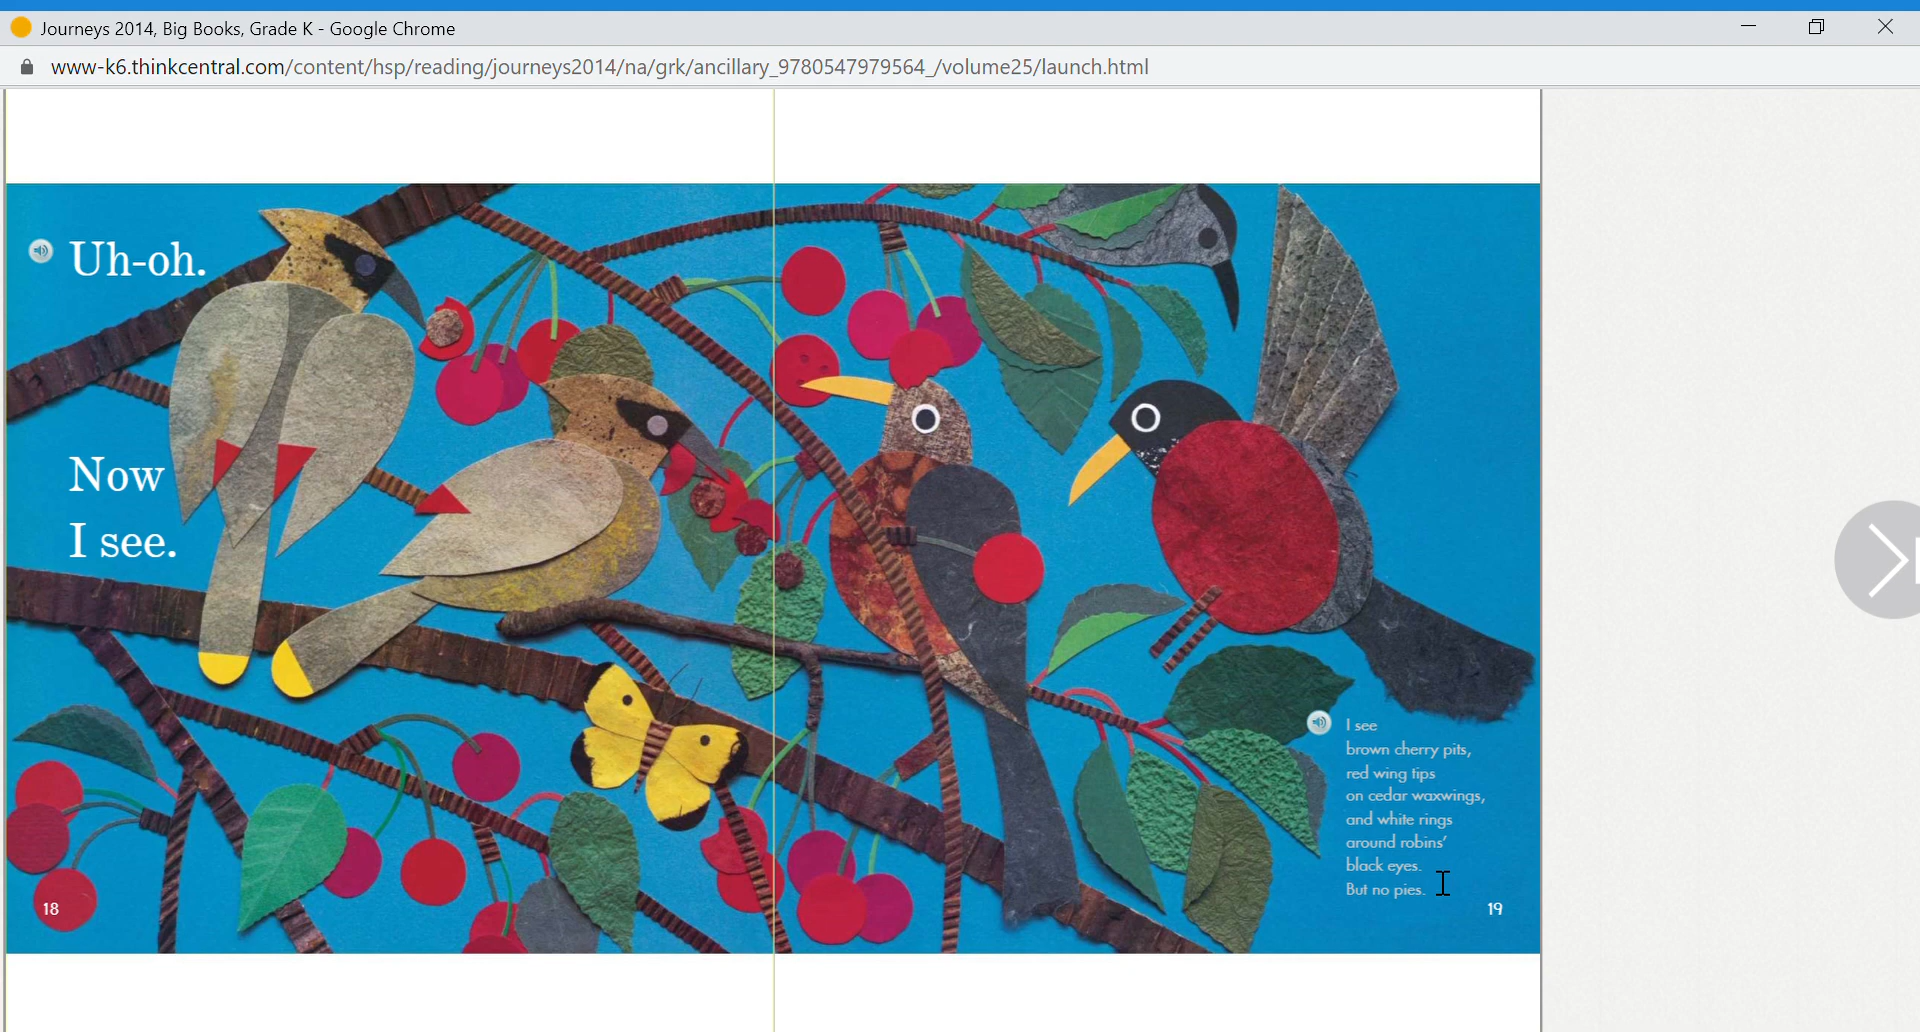 Journeys 2014, Big Books, Grade K - Google Chrome
www-k6.thinkcentral.com/content/hsp/reading/journeys2014/na/grk/ancillary_9780547979564_/volume25/launch.html
Uh-oh.
Now
I see.
18
I see
brown cherry pits,
red wing tips
on cedar waxwings,
and white rings
around robins’
black eyes.
But no pies.
19